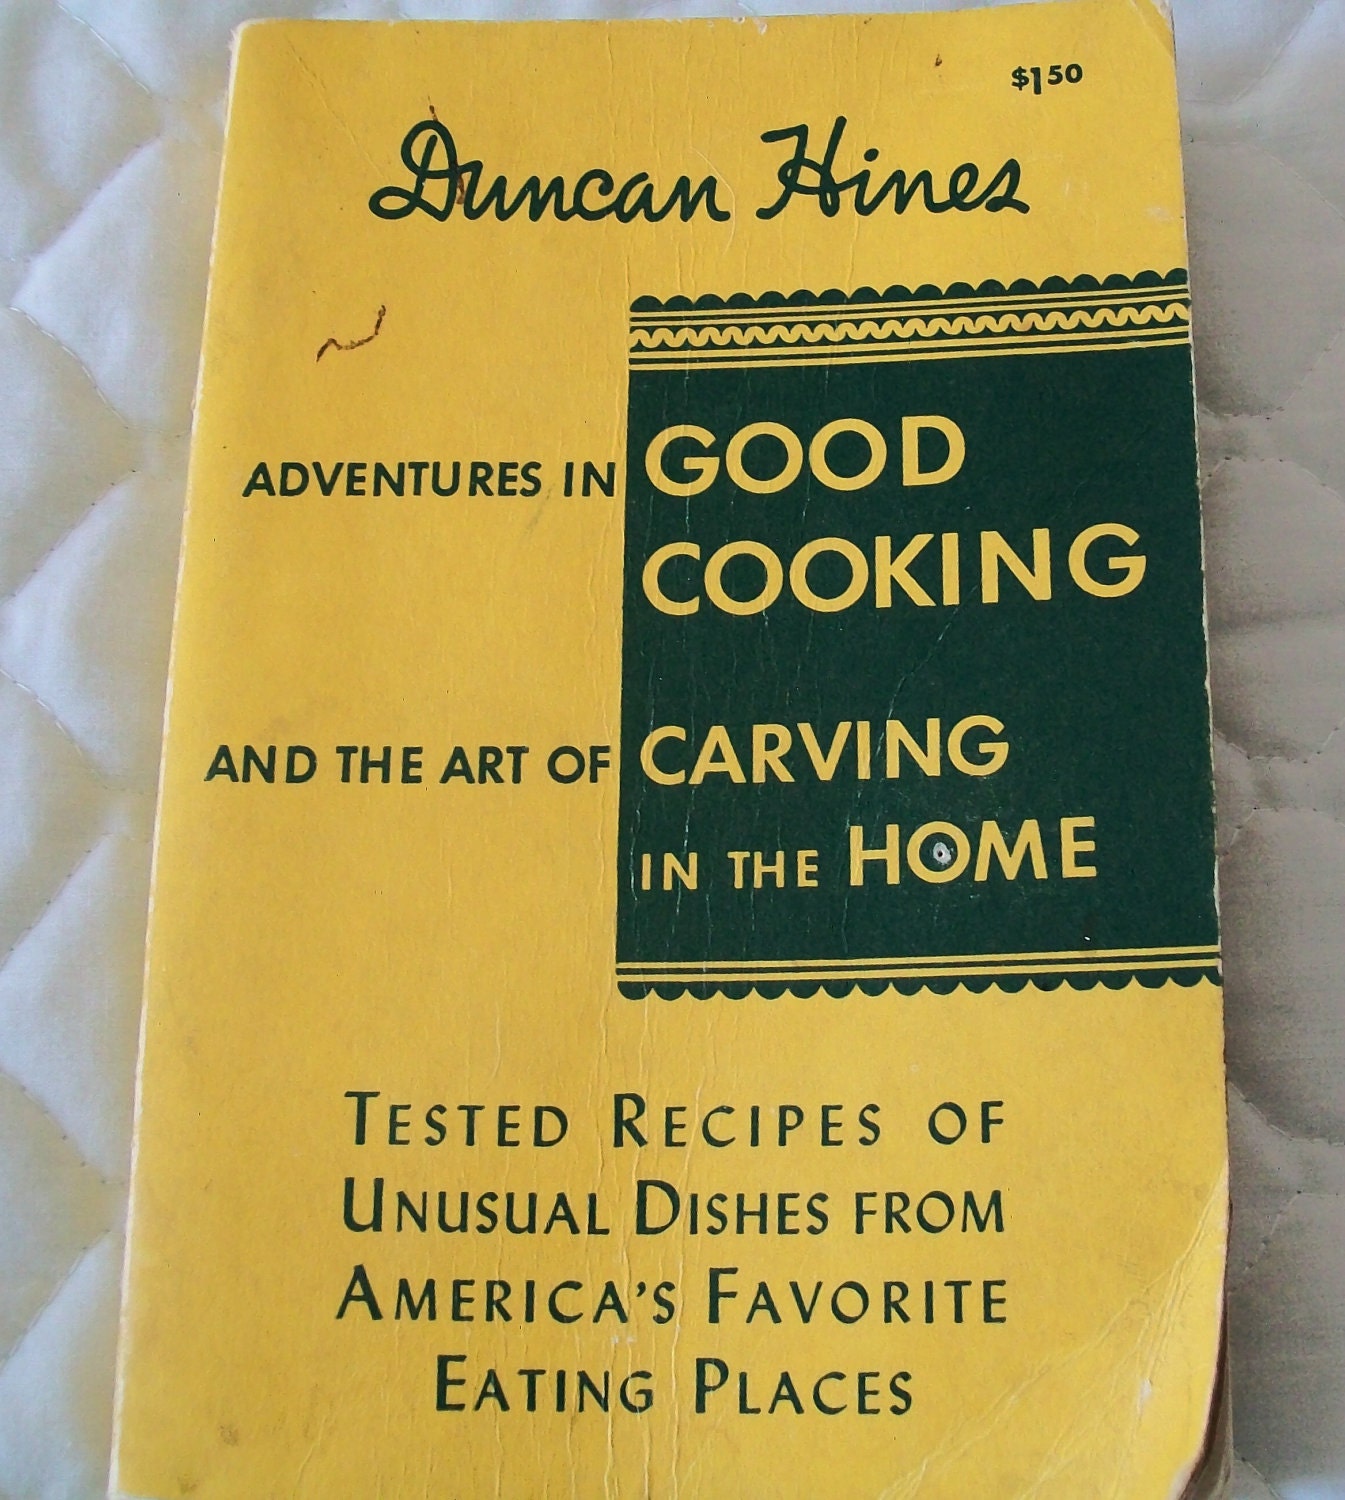 $1.50
Duncan Hines
ADVENTURES IN GOOD
COOKING
AND THE ART OF CARVING
IN THE HOME
TESTED RECIPES OF
UNUSUAL DISHES FROM
AMERICA'S FAVORITE
EATING PLACES